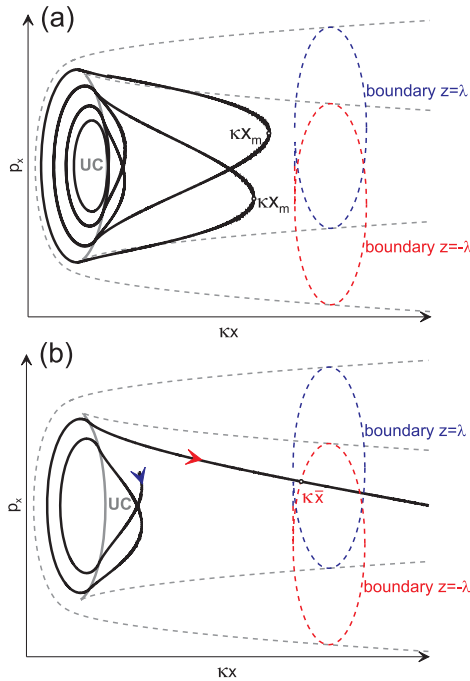 (a)
boundary z=λ
κx_m
UC
κx_m
boundary z=-λ
p_x
κx
(b)
boundary z=λ
UC
κx̄
boundary z=-λ
p_x
κx